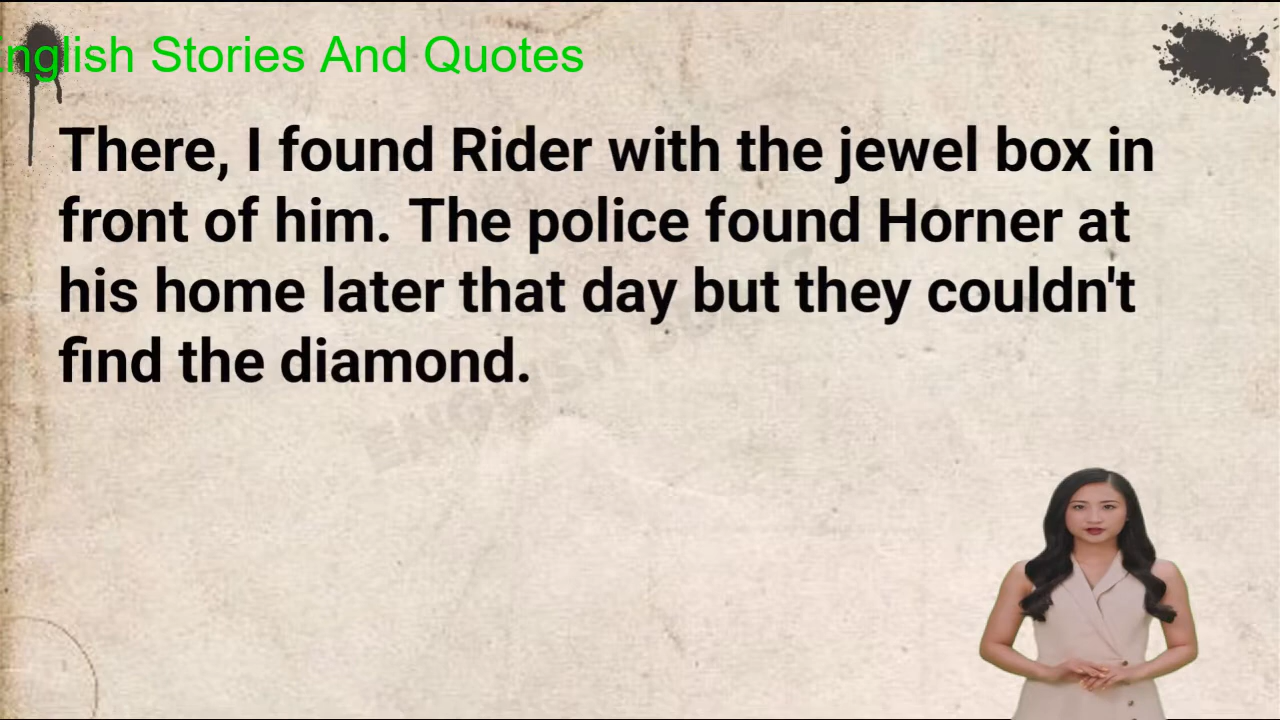 English Stories And Quotes
There, I found Rider with the jewel box in
front of him. The police found Horner at
his home later that day but they couldn't
find the diamond.